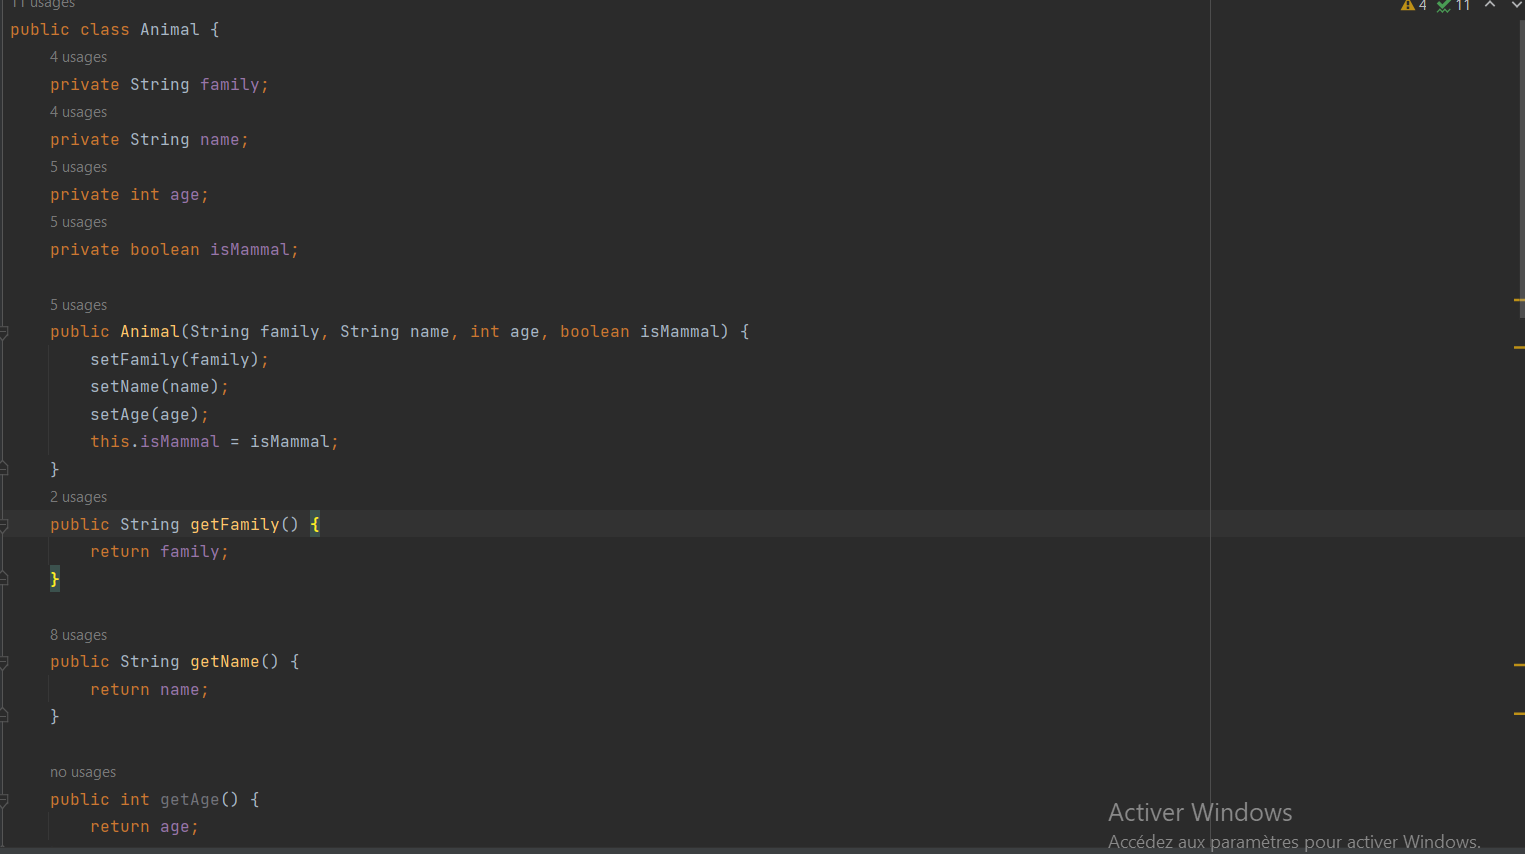 11 usages
4 11
public class Animal {
4 usages
private String family;
4 usages
private String name;
5 usages
private int age;
5 usages
private boolean isMammal;
5 usages
public Animal(String family, String name, int age, boolean isMammal) {
setFamily(family);
setName(name);
setAge(age);
this.isMammal = isMammal;
}
2 usages
public String getFamily() {
return family;
}
8 usages
public String getName() {
return name;
}
no usages
public int getAge() {
return age;
Activer Windows
Accédez aux paramètres pour activer Windows.